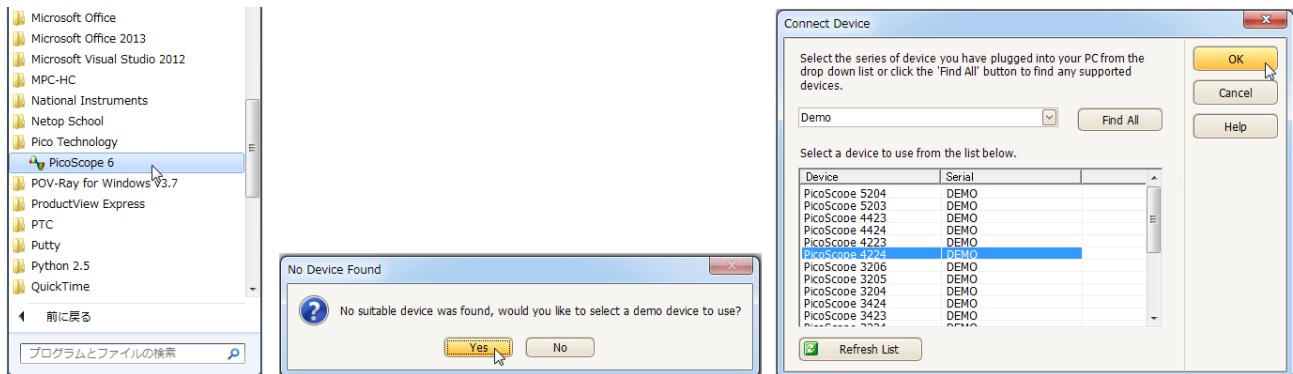 Microsoft Office
Microsoft Office 2013
Microsoft Visual Studio 2012
MPC-HC
National Instruments
Netop School
Pico Technology
PicoScope 6
POV-Ray for Windows v3.7
ProductView Express
PTC
Putty
Python 2.5
QuickTime
前に戻る
プログラムとファイルの検索
No Device Found
No suitable device was found, would you like to select a demo device to use?
Yes
No
Connect Device
Select the series of device you have plugged into your PC from the
drop down list or click the 'Find All' button to find any supported
devices.
Demo
Find All
Select a device to use from the list below.
Device Serial
PicoScope 5204 DEMO
PicoScope 5203 DEMO
PicoScope 4423 DEMO
PicoScope 4424 DEMO
PicoScope 4223 DEMO
PicoScope 4224 DEMO
PicoScope 3206 DEMO
PicoScope 3205 DEMO
PicoScope 3204 DEMO
PicoScope 3424 DEMO
PicoScope 3423 DEMO
Refresh List
OK
Cancel
Help